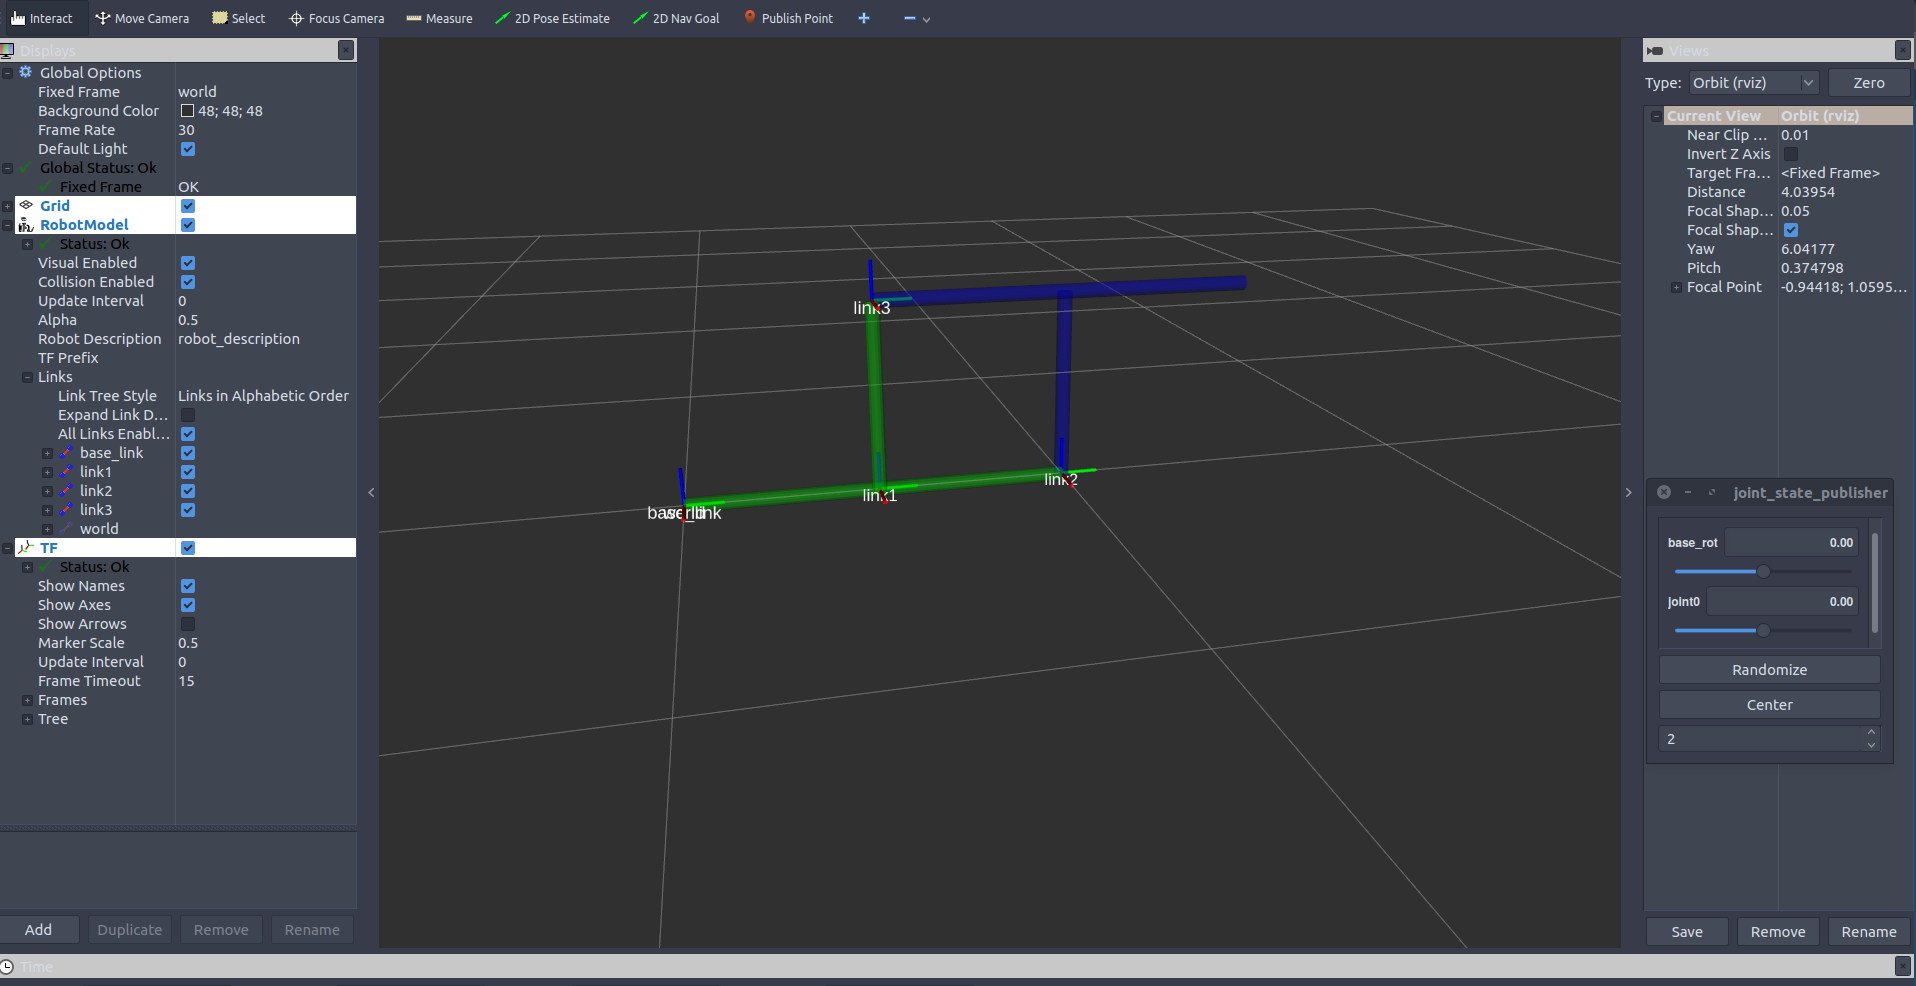 Interact Move Camera Select Focus Camera Measure 2D Pose Estimate 2D Nav Goal Publish Point
Displays
Global Options
Fixed Frame world
Background Color 48; 48; 48
Frame Rate 30
Default Light
Global Status: Ok
Fixed Frame OK
Grid
RobotModel
Status: Ok
Visual Enabled
Collision Enabled
Update Interval 0
Alpha 0.5
Robot Description robot_description
TF Prefix
Links
Link Tree Style Links in Alphabetic Order
Expand Link D...
All Links Enabl...
base_link
link1
link2
link3
world
TF
Status: Ok
Show Names
Show Axes
Show Arrows
Marker Scale 0.5
Update Interval 0
Frame Timeout 15
Frames
Tree
Add Duplicate Remove Rename
link3
link2
link1
Views
Type: Orbit (rviz) Zero
Current View Orbit (rviz)
Near Clip ... 0.01
Invert Z Axis
Target Fra... <Fixed Frame>
Distance 4.03954
Focal Shap... 0.05
Focal Shap...
Yaw 6.04177
Pitch 0.374798
Focal Point -0.94418; 1.0595...
joint_state_publisher
base_rot 0.00
joint0 0.00
Randomize
Center
2
Save Remove Rename
Time